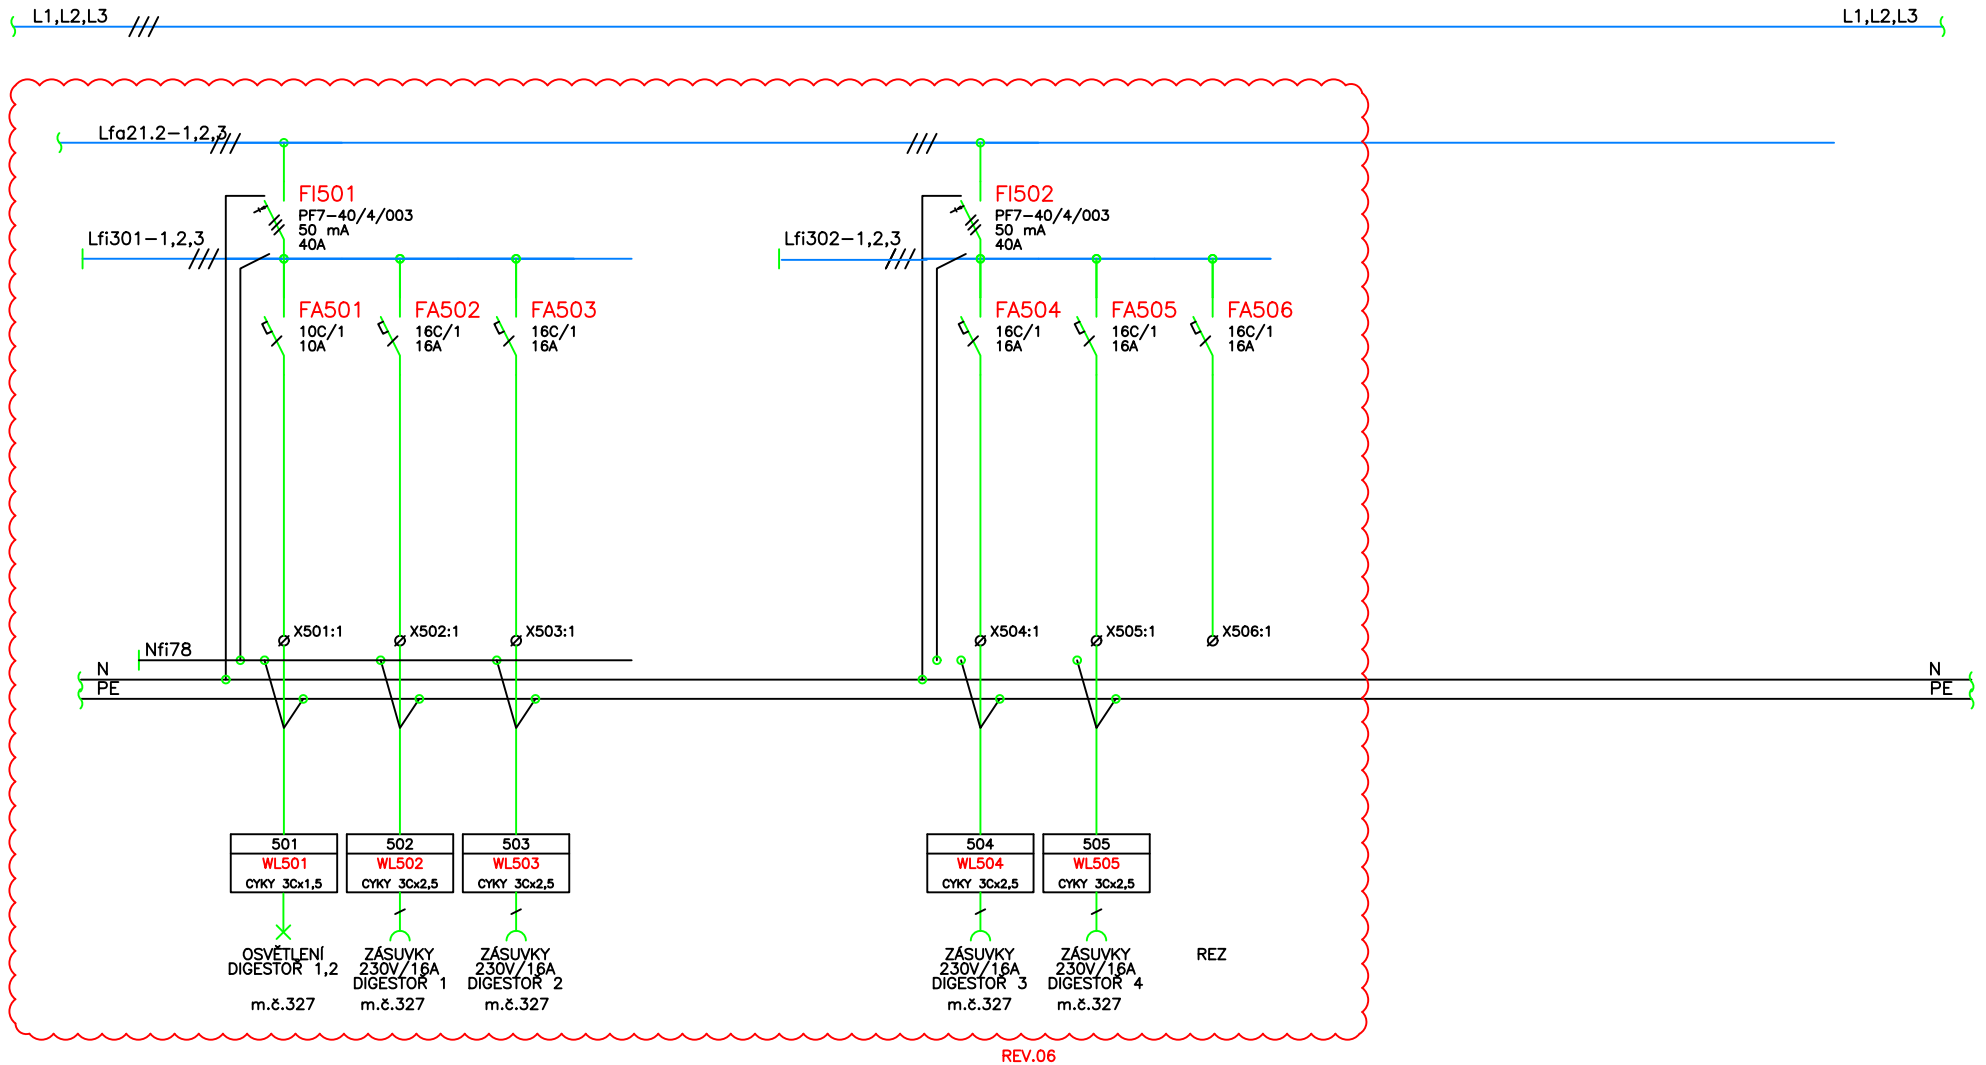 L1,L2,L3
L1,L2,L3
Lfa21.2-1,2,3
FI501
PF7-40/4/003
50 mA
40A
FI502
PF7-40/4/003
50 mA
40A
Lfi301-1,2,3
Lfi302-1,2,3
FA501
10C/1
10A
FA502
16C/1
16A
FA503
16C/1
16A
FA504
16C/1
16A
FA505
16C/1
16A
FA506
16C/1
16A
X501:1
X502:1
X503:1
X504:1
X505:1
X506:1
Nfi78
N
PE
N
PE
501
WL501
CYKY 3Cx1,5
502
WL502
CYKY 3Cx2,5
503
WL503
CYKY 3Cx2,5
504
WL504
CYKY 3Cx2,5
505
WL505
CYKY 3Cx2,5
OSVĚTLENÍ
DIGESTOŘ 1,2
m.č.327
ZÁSUVKY
230V/16A
DIGESTOŘ 1
m.č.327
ZÁSUVKY
230V/16A
DIGESTOŘ 2
m.č.327
ZÁSUVKY
230V/16A
DIGESTOŘ 3
m.č.327
ZÁSUVKY
230V/16A
DIGESTOŘ 4
m.č.327
REZ
REV.06